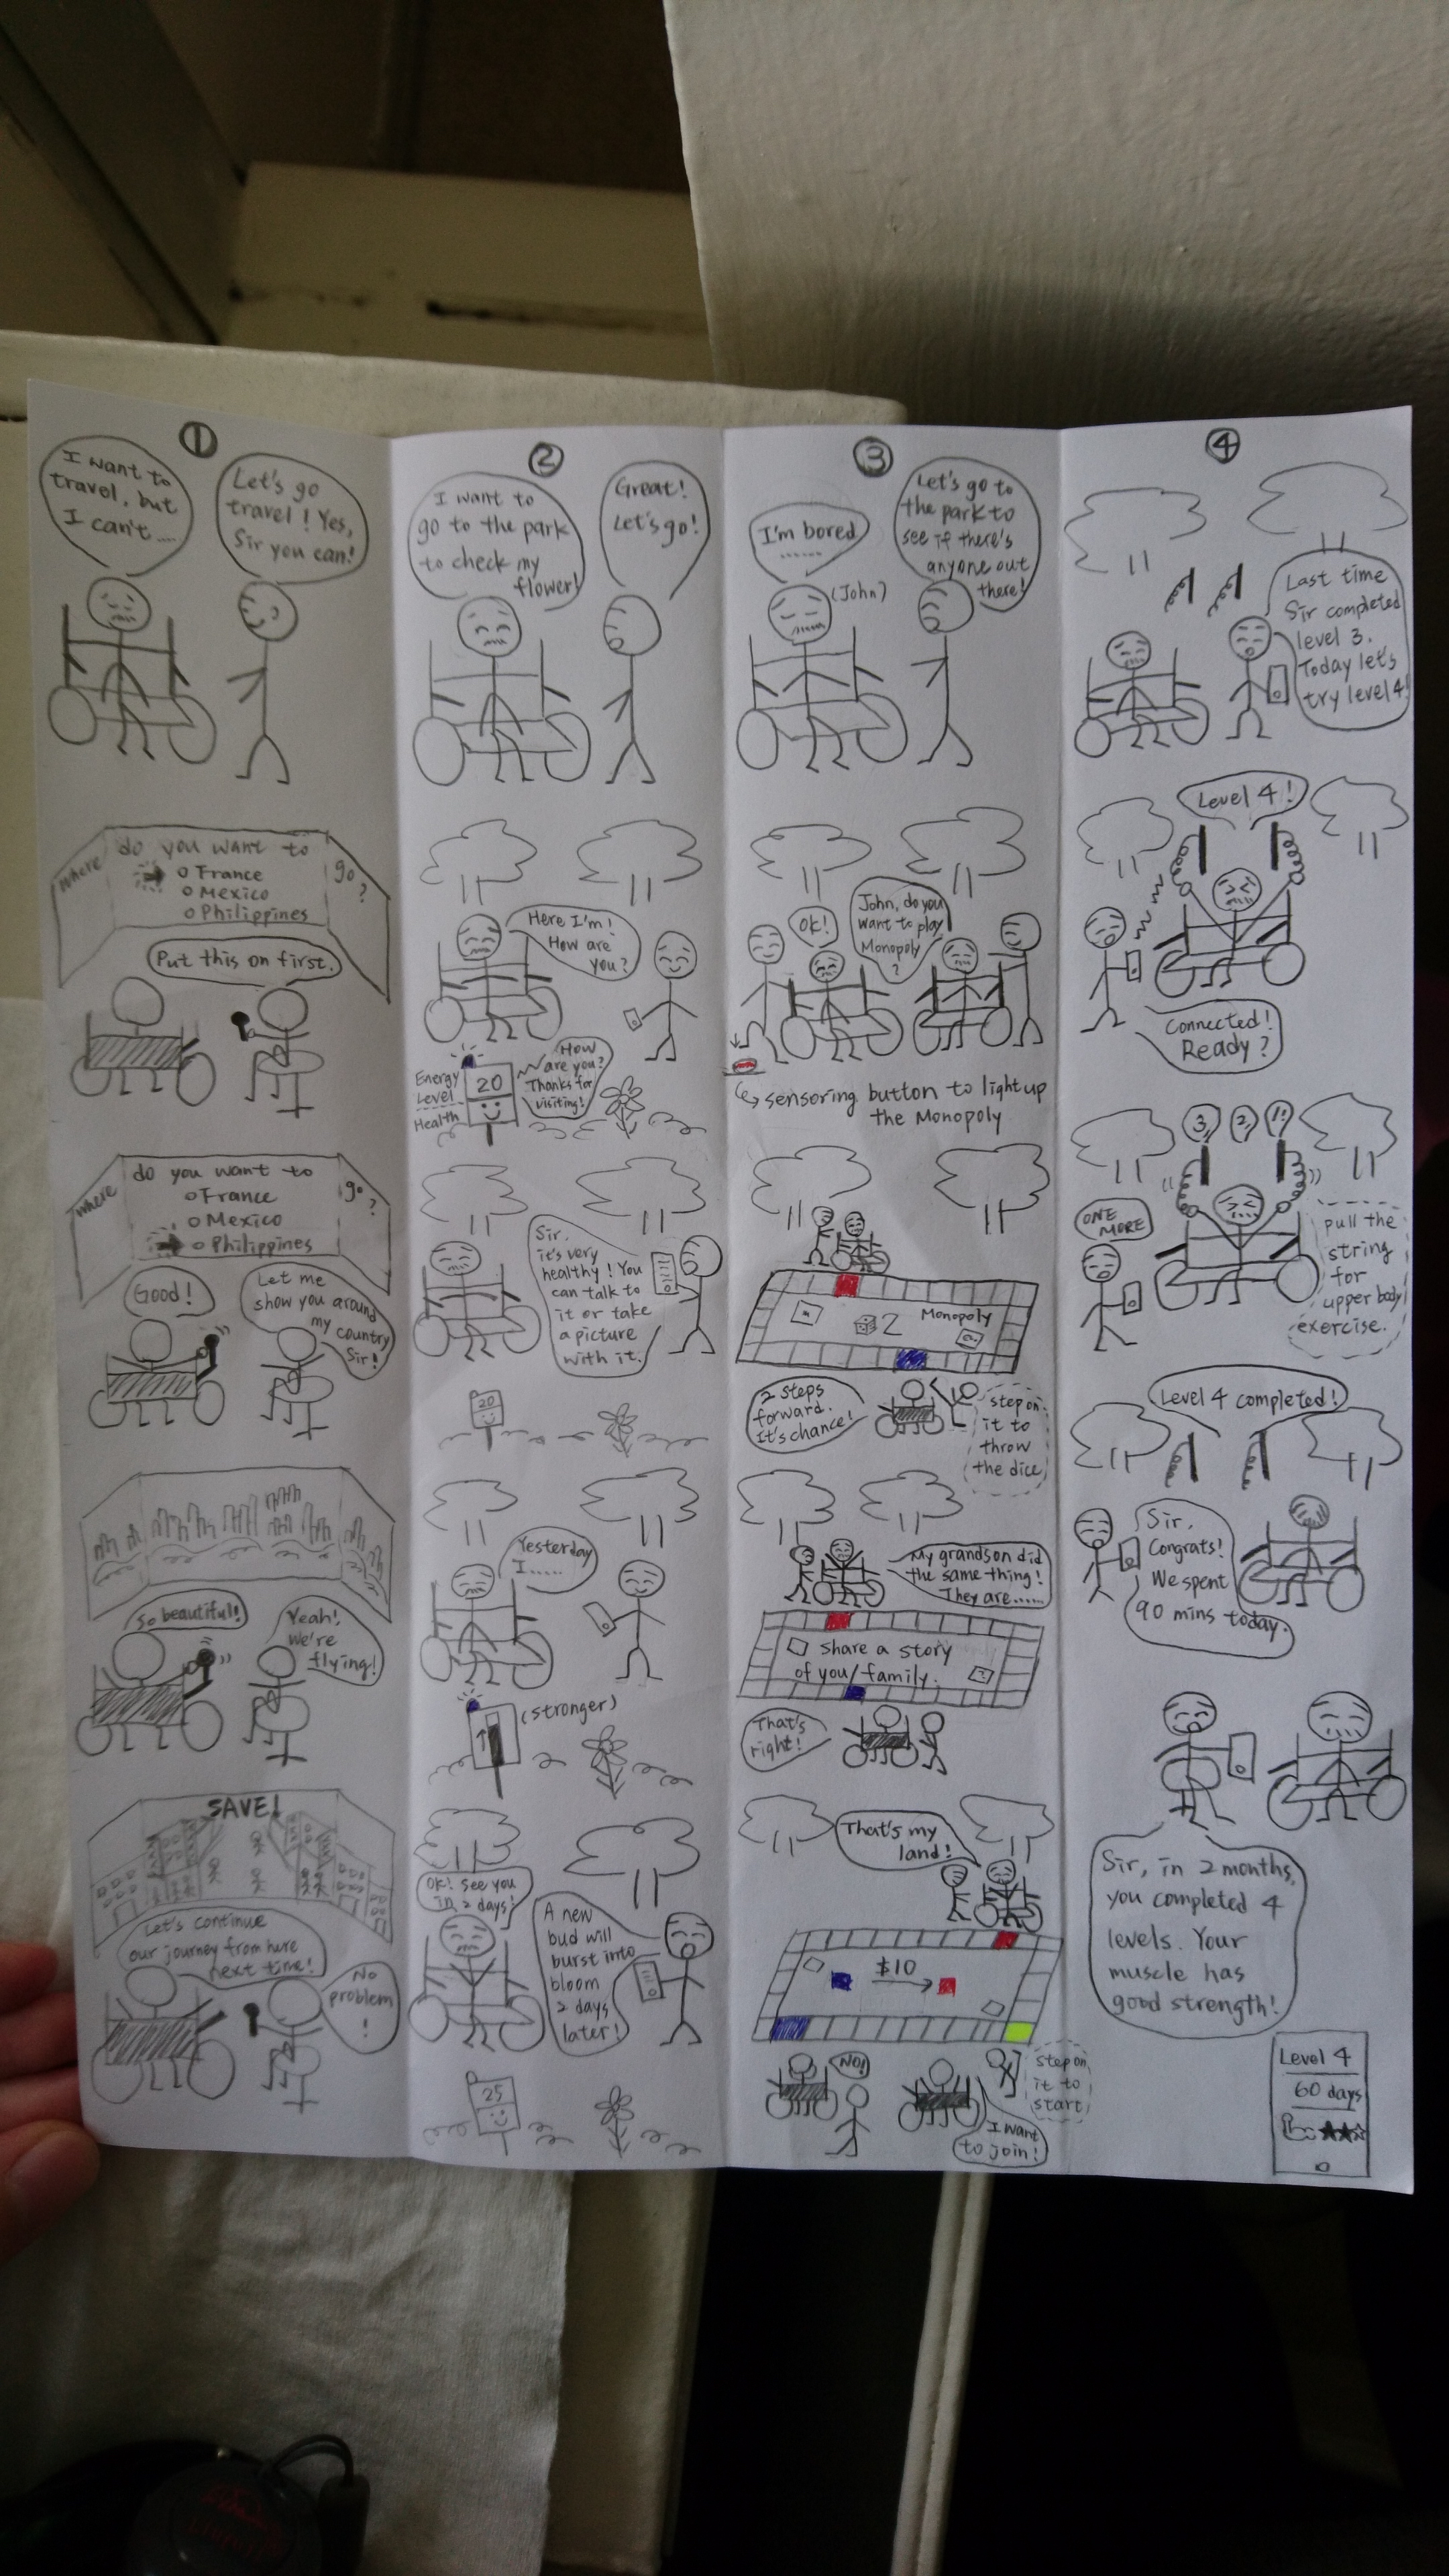 ①
I want to
travel, but
I can't....
Let's go
travel! Yes,
Sir you can!
Where do you want to go?
o France
o Mexico
o Philippines
Put this on first.
Where do you want to go?
o France
o Mexico
o Philippines
Good!
Let me
show you around
my country
Sir!
So beautiful!
Yeah!
We're
flying!
SAVE!
Let's continue
our journey from here
next time!
No
problem
!
②
I want to
go to the park
to check my
flower!
Great!
Let's go!
Here I'm!
How are
you?
Energy
Level
Health
20
How
are you?
Thanks for
visiting!
Sir,
it's very
healthy! You
can talk to
it or take
a picture
with it.
20
Yesterday
I......
(stronger)
OK! See you
in 2 days!
A new
bud will
burst into
bloom
2 days
later!
25
③
I'm bored
......
(John)
Let's go to
the park to
see if there's
anyone out
there!
OK!
John, do you
want to play
Monopoly
?
sensoring button to light up
the Monopoly
2
Monopoly
2 steps
forward.
It's chance!
step on
it to
throw
the dice
My grandson did
the same thing!
They are......
share a story
of you/family.
That's
right!
That's my
land!
$10
NO!
I want
to join!
step on
it to
start
④
Last time
Sir completed
level 3.
Today let's
try level 4!
Level 4!
Connected!
Ready?
3, 2, 1!
ONE
MORE
pull the
string
for
upper body
exercise.
Level 4 completed!
Sir,
Congrats!
We spent
90 mins today.
Sir, in 2 months,
you completed 4
levels. Your
muscle has
good strength!
Level 4
60 days